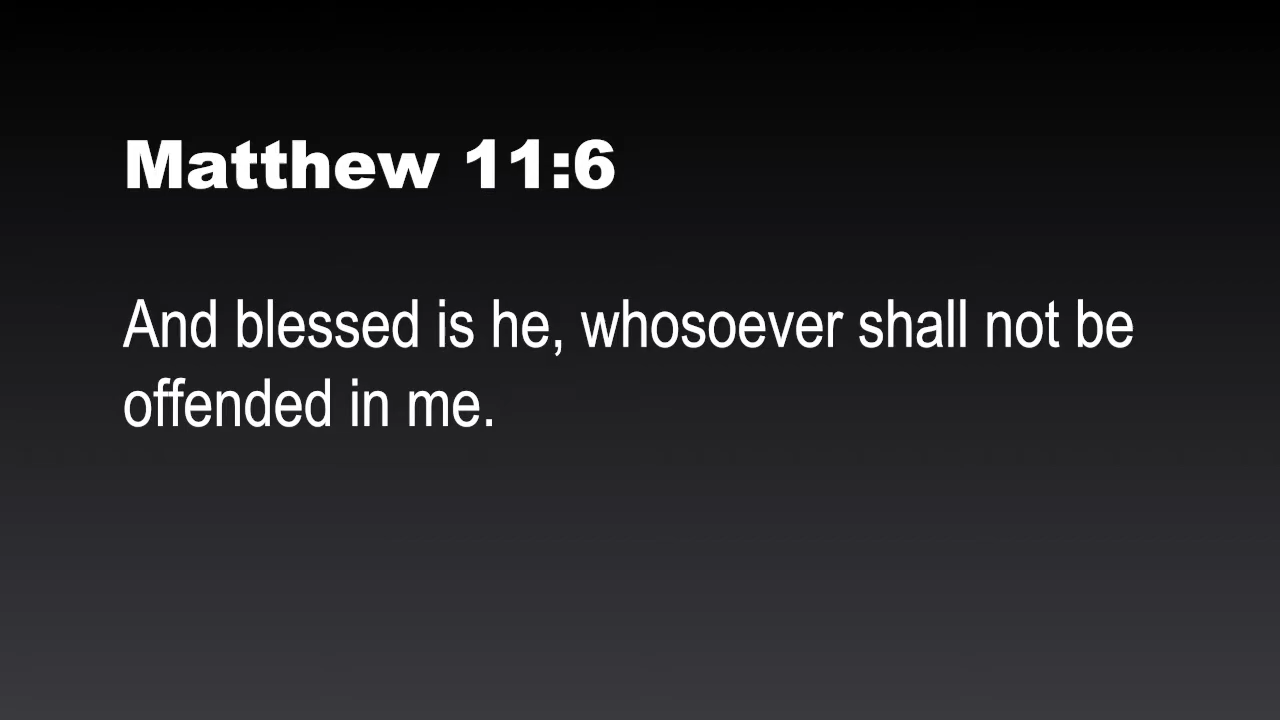 Matthew 11:6
And blessed is he, whosoever shall not be
offended in me.